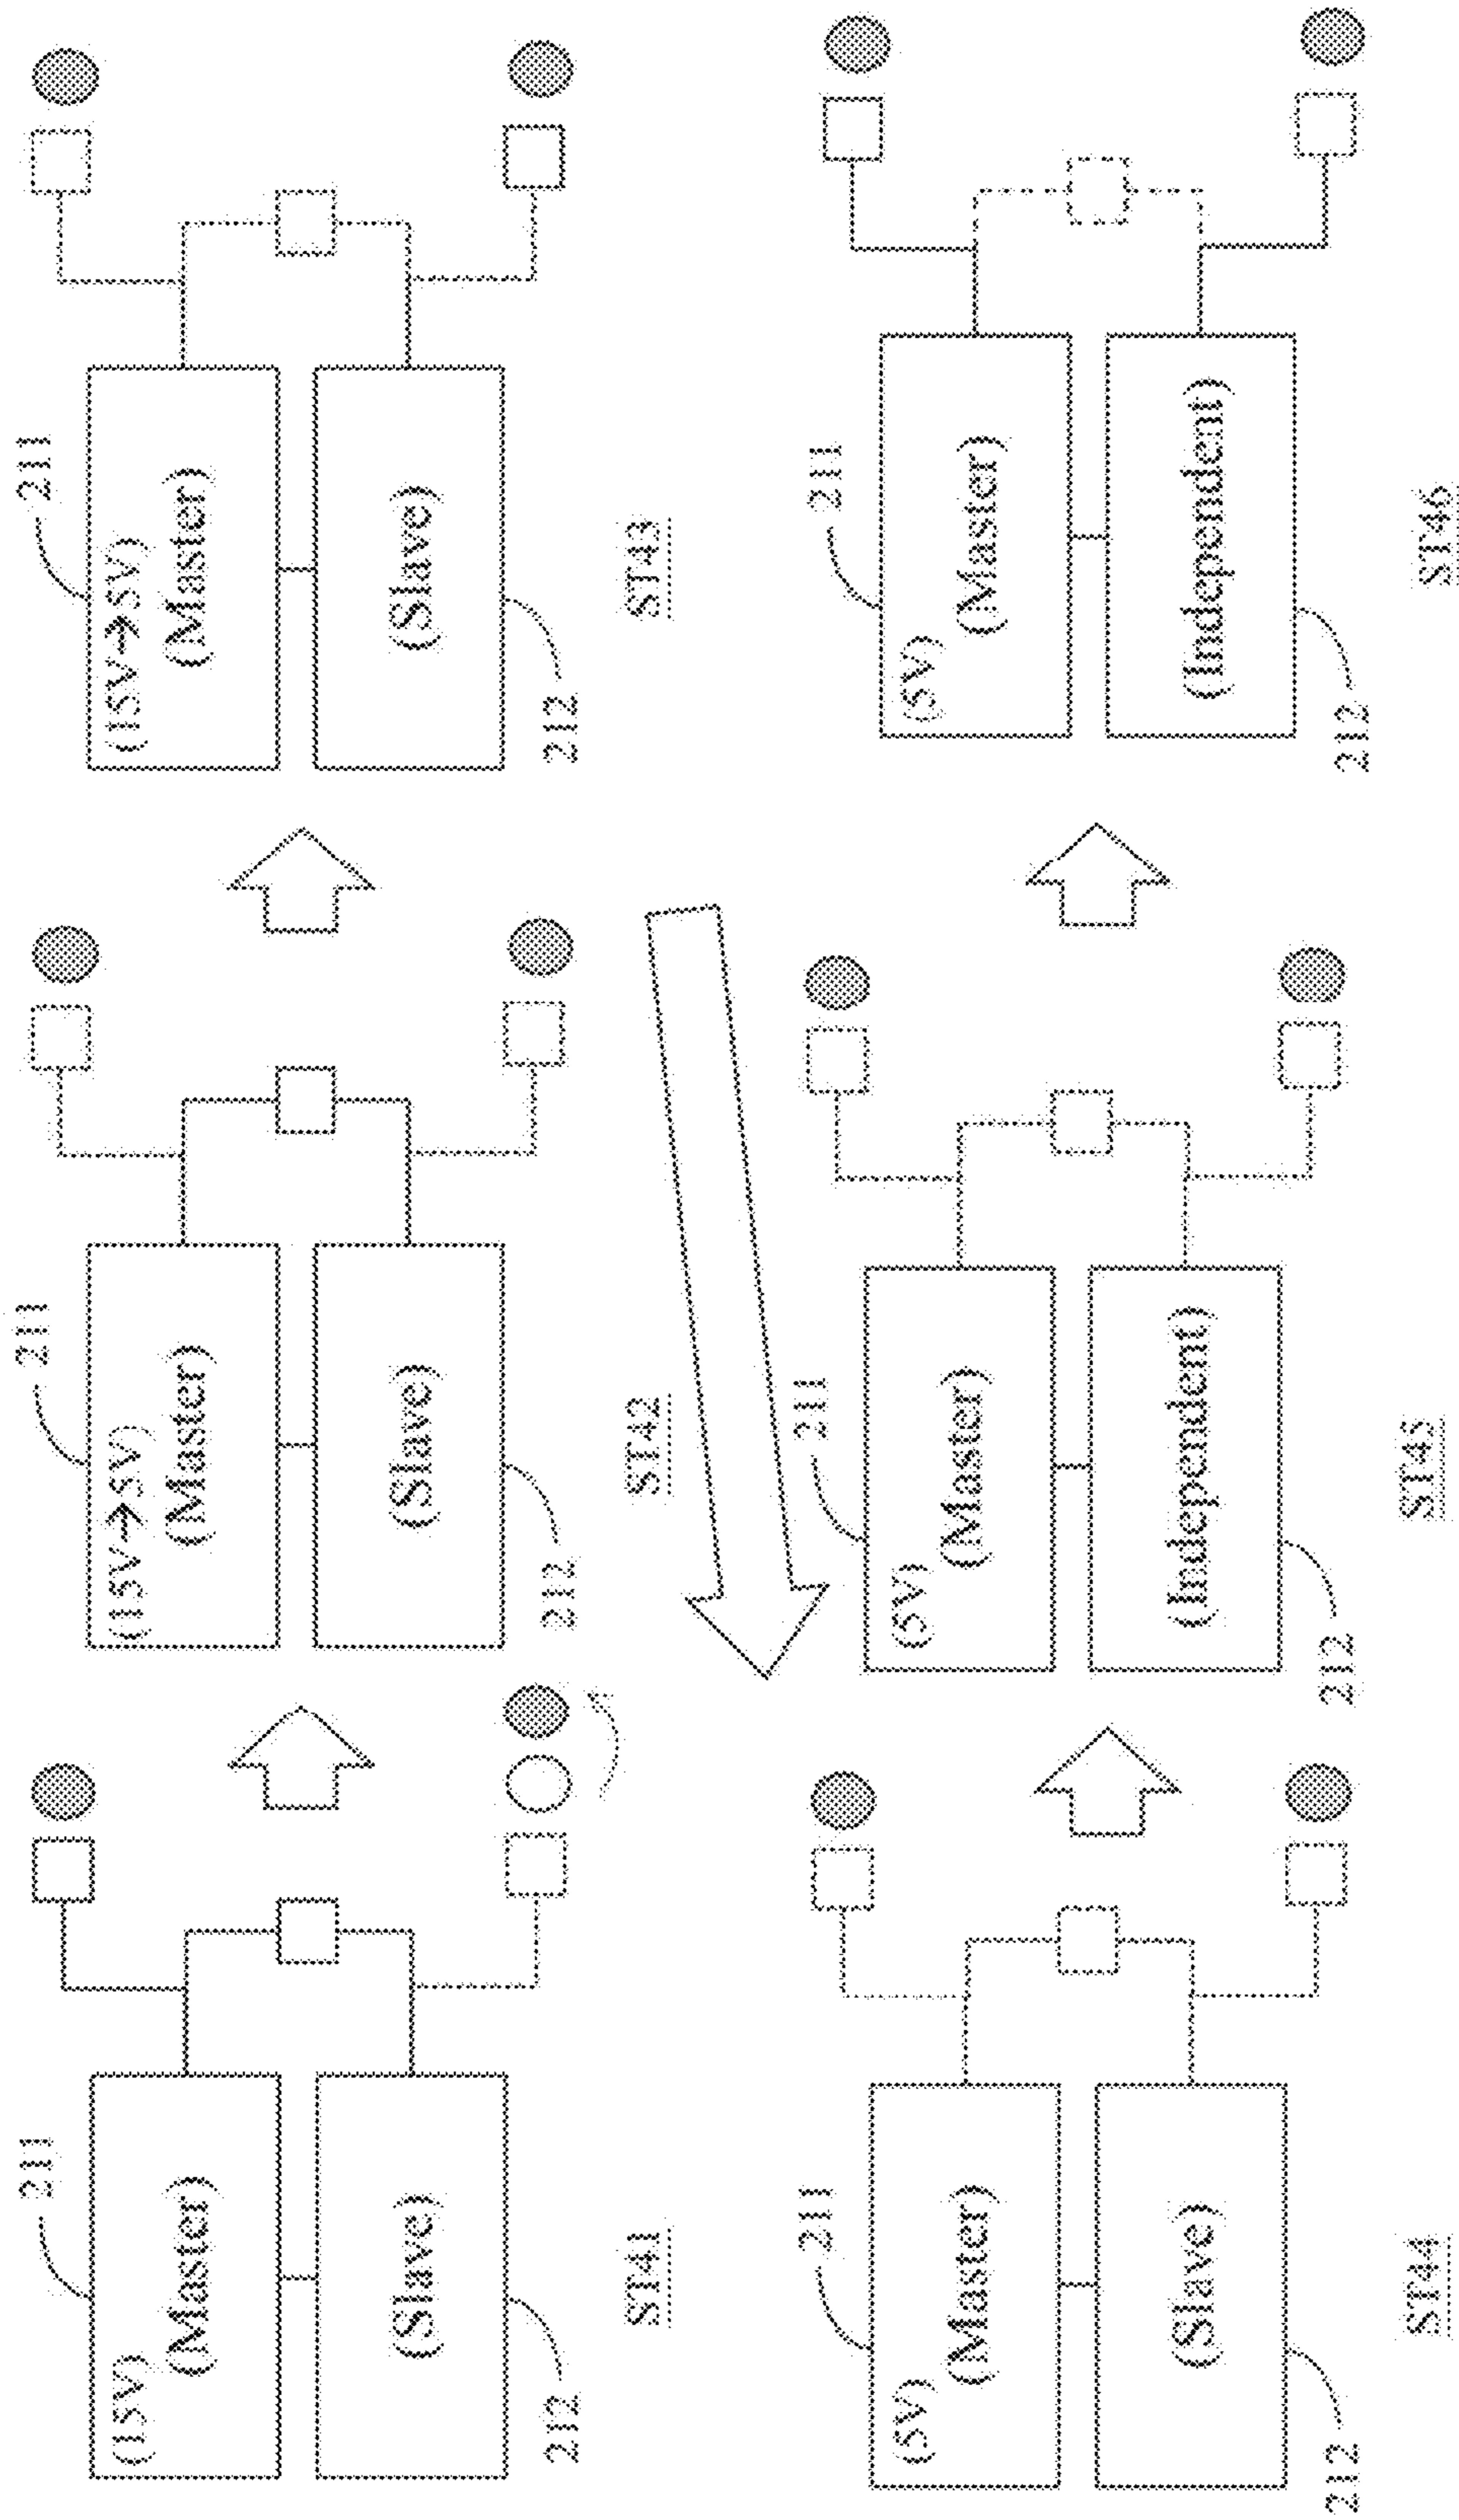 211
(15V)
(Master)
(Slave)
212
ST41
211
(15V→5V)
(Master)
(Slave)
212
ST42
211
(15V→5V)
(Master)
(Slave)
212
ST43
211
(5V)
(Master)
(Slave)
212
ST44
211
(5V)
(Master)
(Independent)
212
ST45
211
(5V)
(Master)
(Independent)
212
ST46